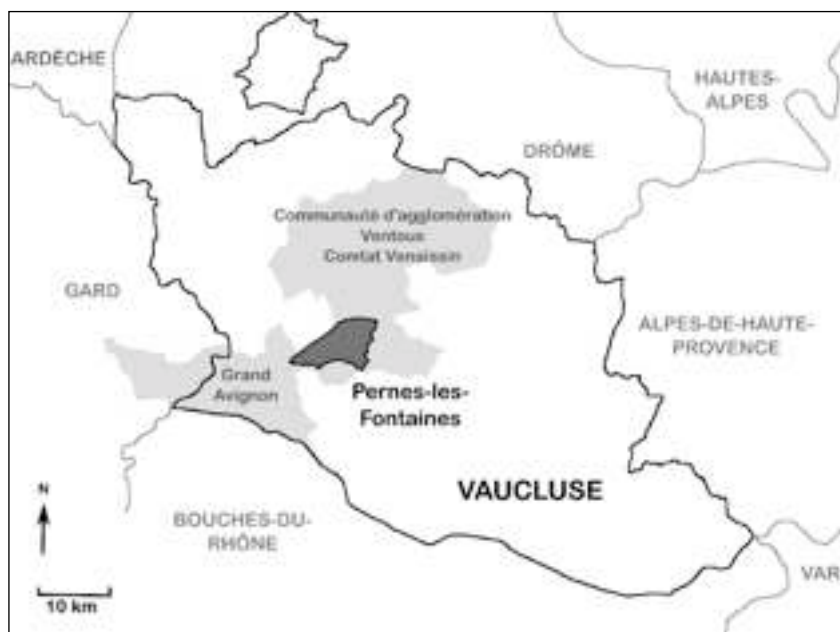 ARDÈCHE
HAUTES-
ALPES
DRÔME
Communauté d'agglomération
Ventoux
Comtat Venaissin
GARD
ALPES-DE-HAUTE-
PROVENCE
Grand
Avignon
Pernes-les-
Fontaines
VAUCLUSE
N
BOUCHES-DU-
RHÔNE
VAR
10 km